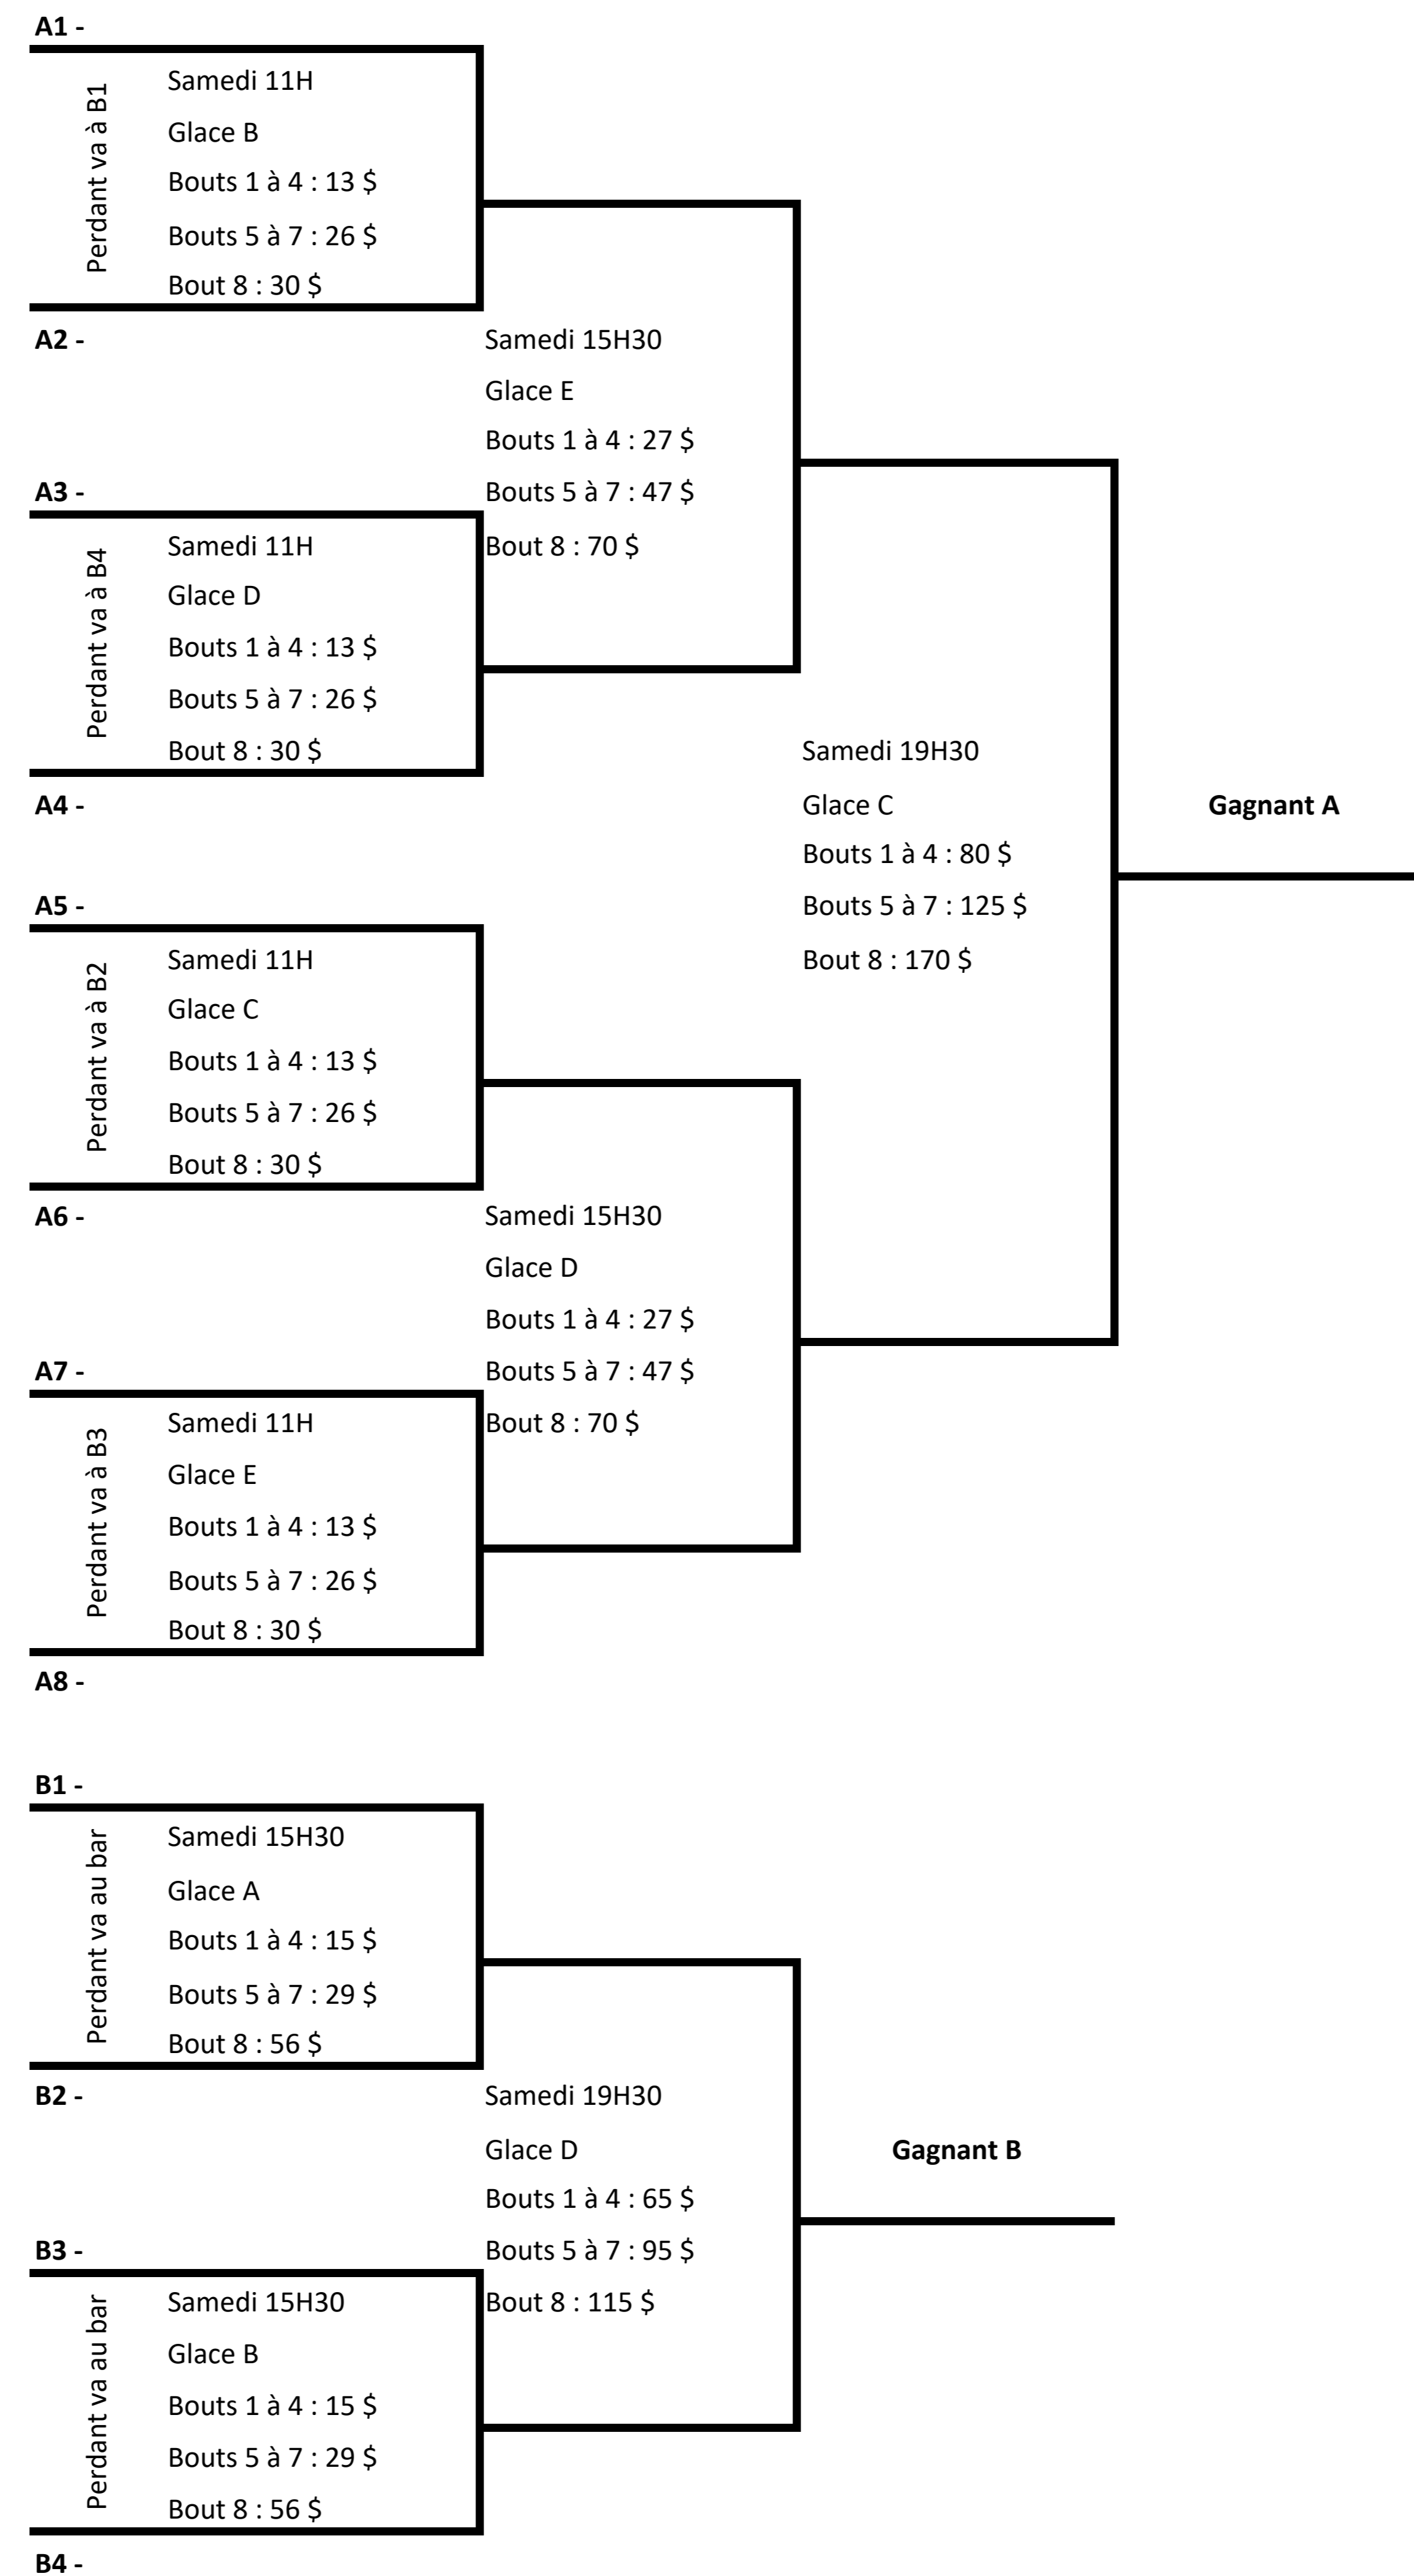 A1 -
Perdant va à B1
Samedi 11H
Glace B
Bouts 1 à 4 : 13 $
Bouts 5 à 7 : 26 $
Bout 8 : 30 $
A2 -
Samedi 15H30
Glace E
Bouts 1 à 4 : 27 $
Bouts 5 à 7 : 47 $
Bout 8 : 70 $
A3 -
Perdant va à B4
Samedi 11H
Glace D
Bouts 1 à 4 : 13 $
Bouts 5 à 7 : 26 $
Bout 8 : 30 $
A4 -
Samedi 19H30
Glace C
Bouts 1 à 4 : 80 $
Bouts 5 à 7 : 125 $
Bout 8 : 170 $
Gagnant A
A5 -
Perdant va à B2
Samedi 11H
Glace C
Bouts 1 à 4 : 13 $
Bouts 5 à 7 : 26 $
Bout 8 : 30 $
A6 -
Samedi 15H30
Glace D
Bouts 1 à 4 : 27 $
Bouts 5 à 7 : 47 $
Bout 8 : 70 $
A7 -
Perdant va à B3
Samedi 11H
Glace E
Bouts 1 à 4 : 13 $
Bouts 5 à 7 : 26 $
Bout 8 : 30 $
A8 -
B1 -
Perdant va au bar
Samedi 15H30
Glace A
Bouts 1 à 4 : 15 $
Bouts 5 à 7 : 29 $
Bout 8 : 56 $
B2 -
Samedi 19H30
Glace D
Bouts 1 à 4 : 65 $
Bouts 5 à 7 : 95 $
Bout 8 : 115 $
Gagnant B
B3 -
Perdant va au bar
Samedi 15H30
Glace B
Bouts 1 à 4 : 15 $
Bouts 5 à 7 : 29 $
Bout 8 : 56 $
B4 -